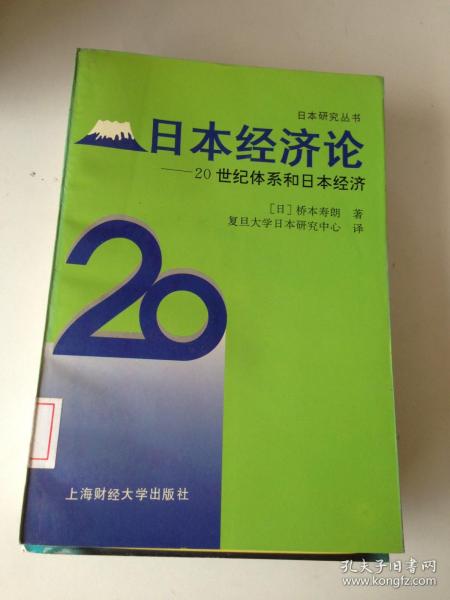 日本研究丛书
日本经济论
——20世纪体系和日本经济
[日]桥本寿朗 著
复旦大学日本研究中心 译
20
上海财经大学出版社
孔夫子旧书网
www.kongfz.com